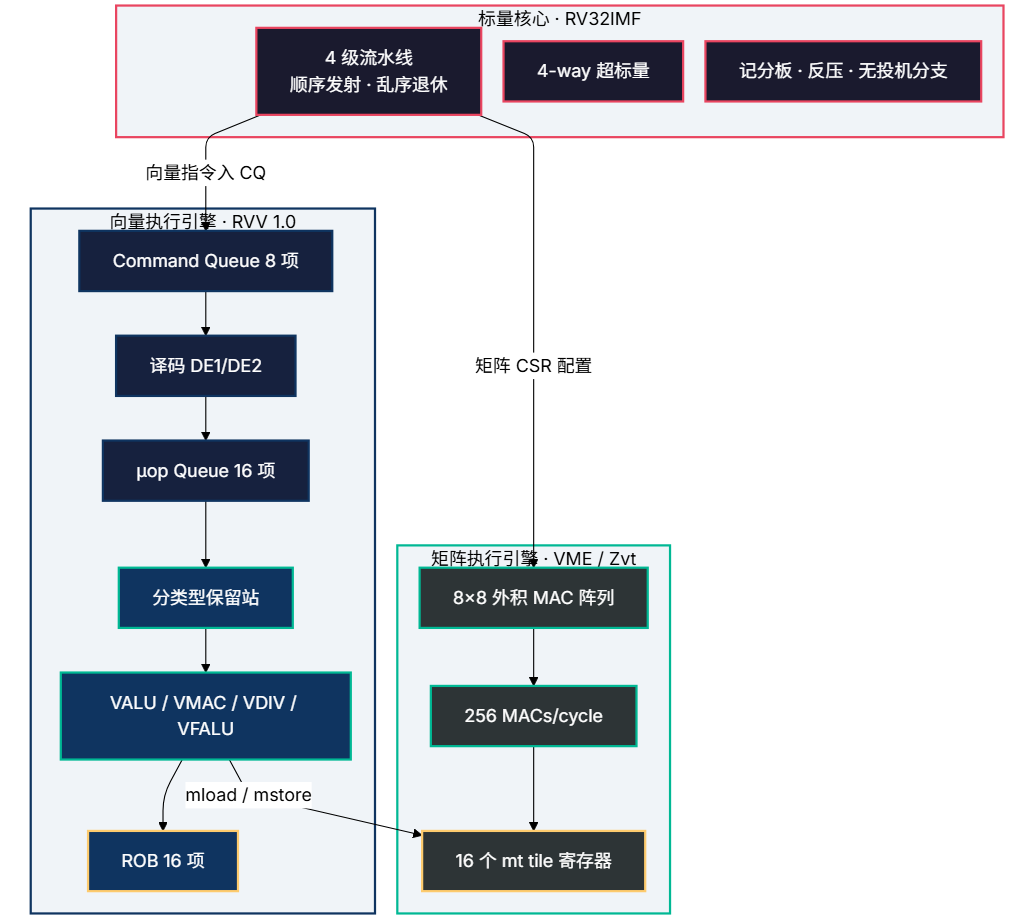 标量核心 · RV32IMF
4 级流水线
顺序发射 · 乱序退休
4-way 超标量
记分板 · 反压 · 无投机分支
向量指令入 CQ
向量执行引擎 · RVV 1.0
Command Queue 8 项
译码 DE1/DE2
矩阵 CSR 配置
μop Queue 16 项
矩阵执行引擎 · VME / Zvt
分类型保留站
8×8 外积 MAC 阵列
VALU / VMAC / VDIV /
VFALU
256 MACs/cycle
mload / mstore
ROB 16 项
16 个 mt tile 寄存器